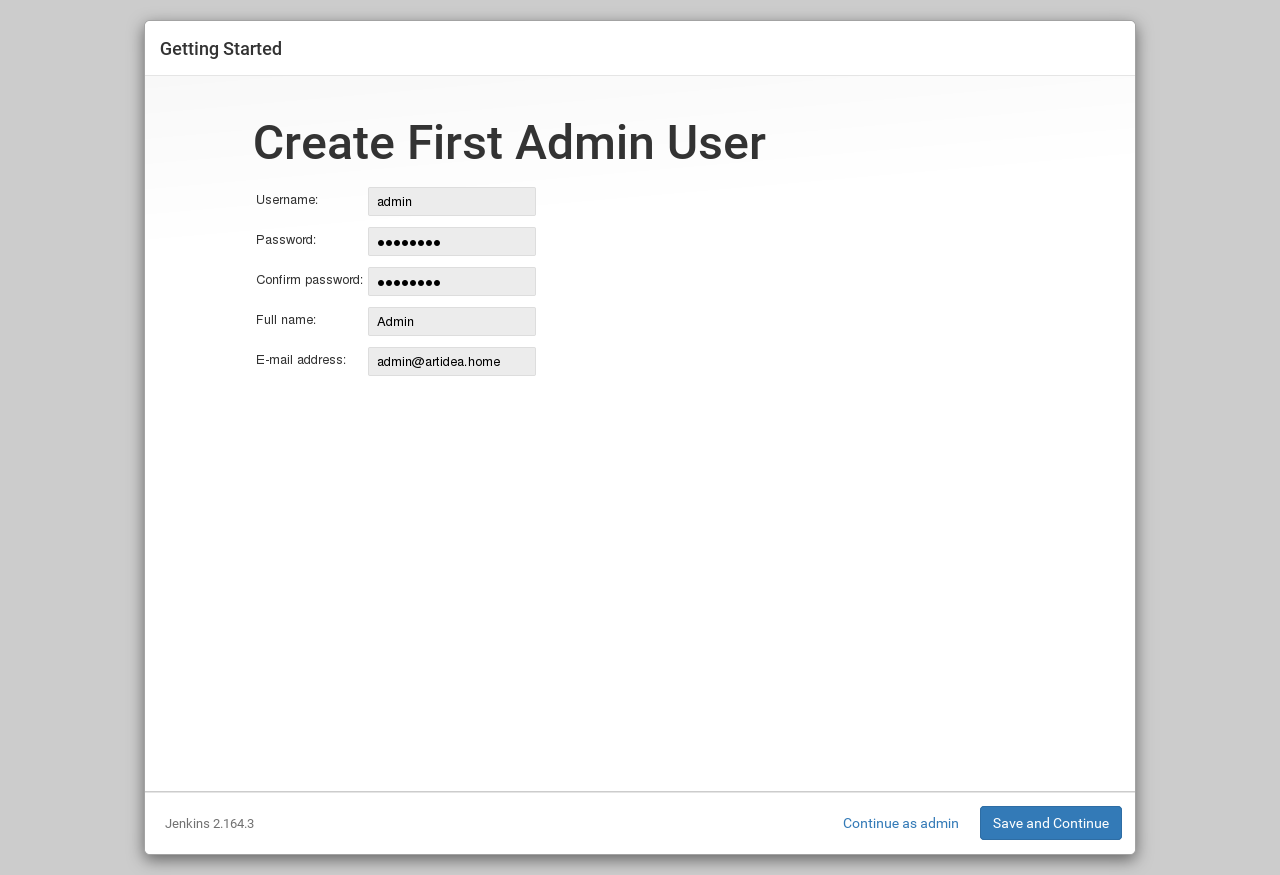 Getting Started
Create First Admin User
Username: admin
Password: ●●●●●●●●
Confirm password: ●●●●●●●●
Full name: Admin
E-mail address: admin@artidea.home
Jenkins 2.164.3 Continue as admin Save and Continue